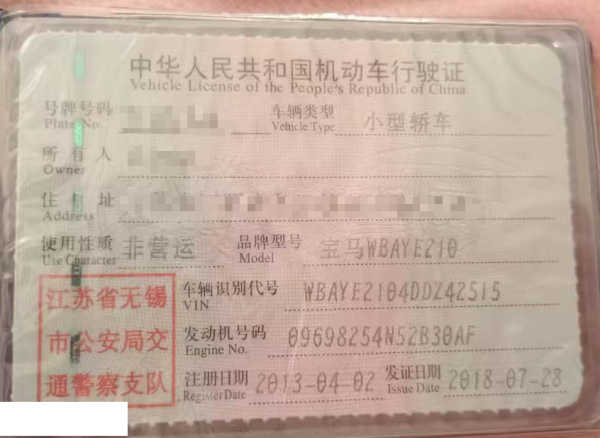 中华人民共和国机动车行驶证
Vehicle License of the People's Republic of China
号牌号码 车辆类型 小型轿车
Plate No. Vehicle Type
所有人
Owner
住址
Address
使用性质 非营运 品牌型号 宝马WBAYE210
Use Character Model
江苏省无锡
市公安局交
通警察支队
车辆识别代号 WBAYE2104DDZ42515
VIN
发动机号码 09698254N52B30AF
Engine No.
注册日期 2013-04-02 发证日期 2018-07-28
Register Date Issue Date